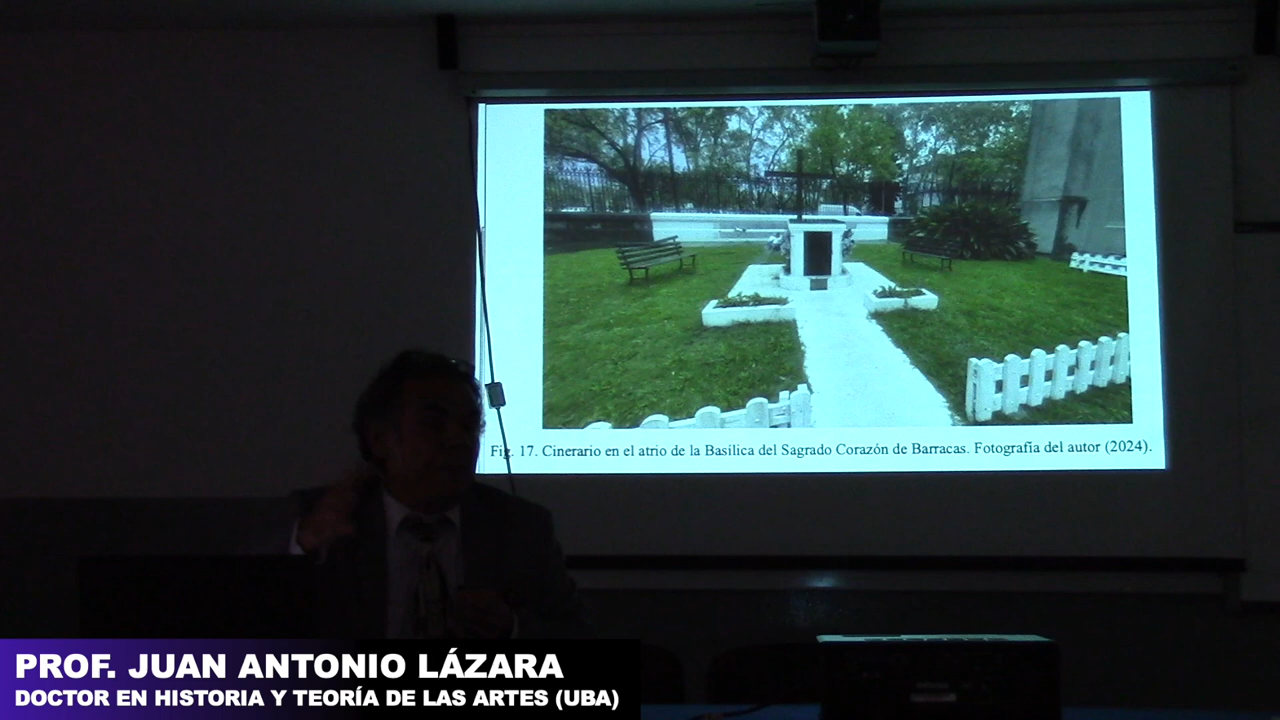 Fig. 17. Cinerario en el atrio de la Basílica del Sagrado Corazón de Barracas. Fotografía del autor (2024).
PROF. JUAN ANTONIO LÁZARA
DOCTOR EN HISTORIA Y TEORÍA DE LAS ARTES (UBA)